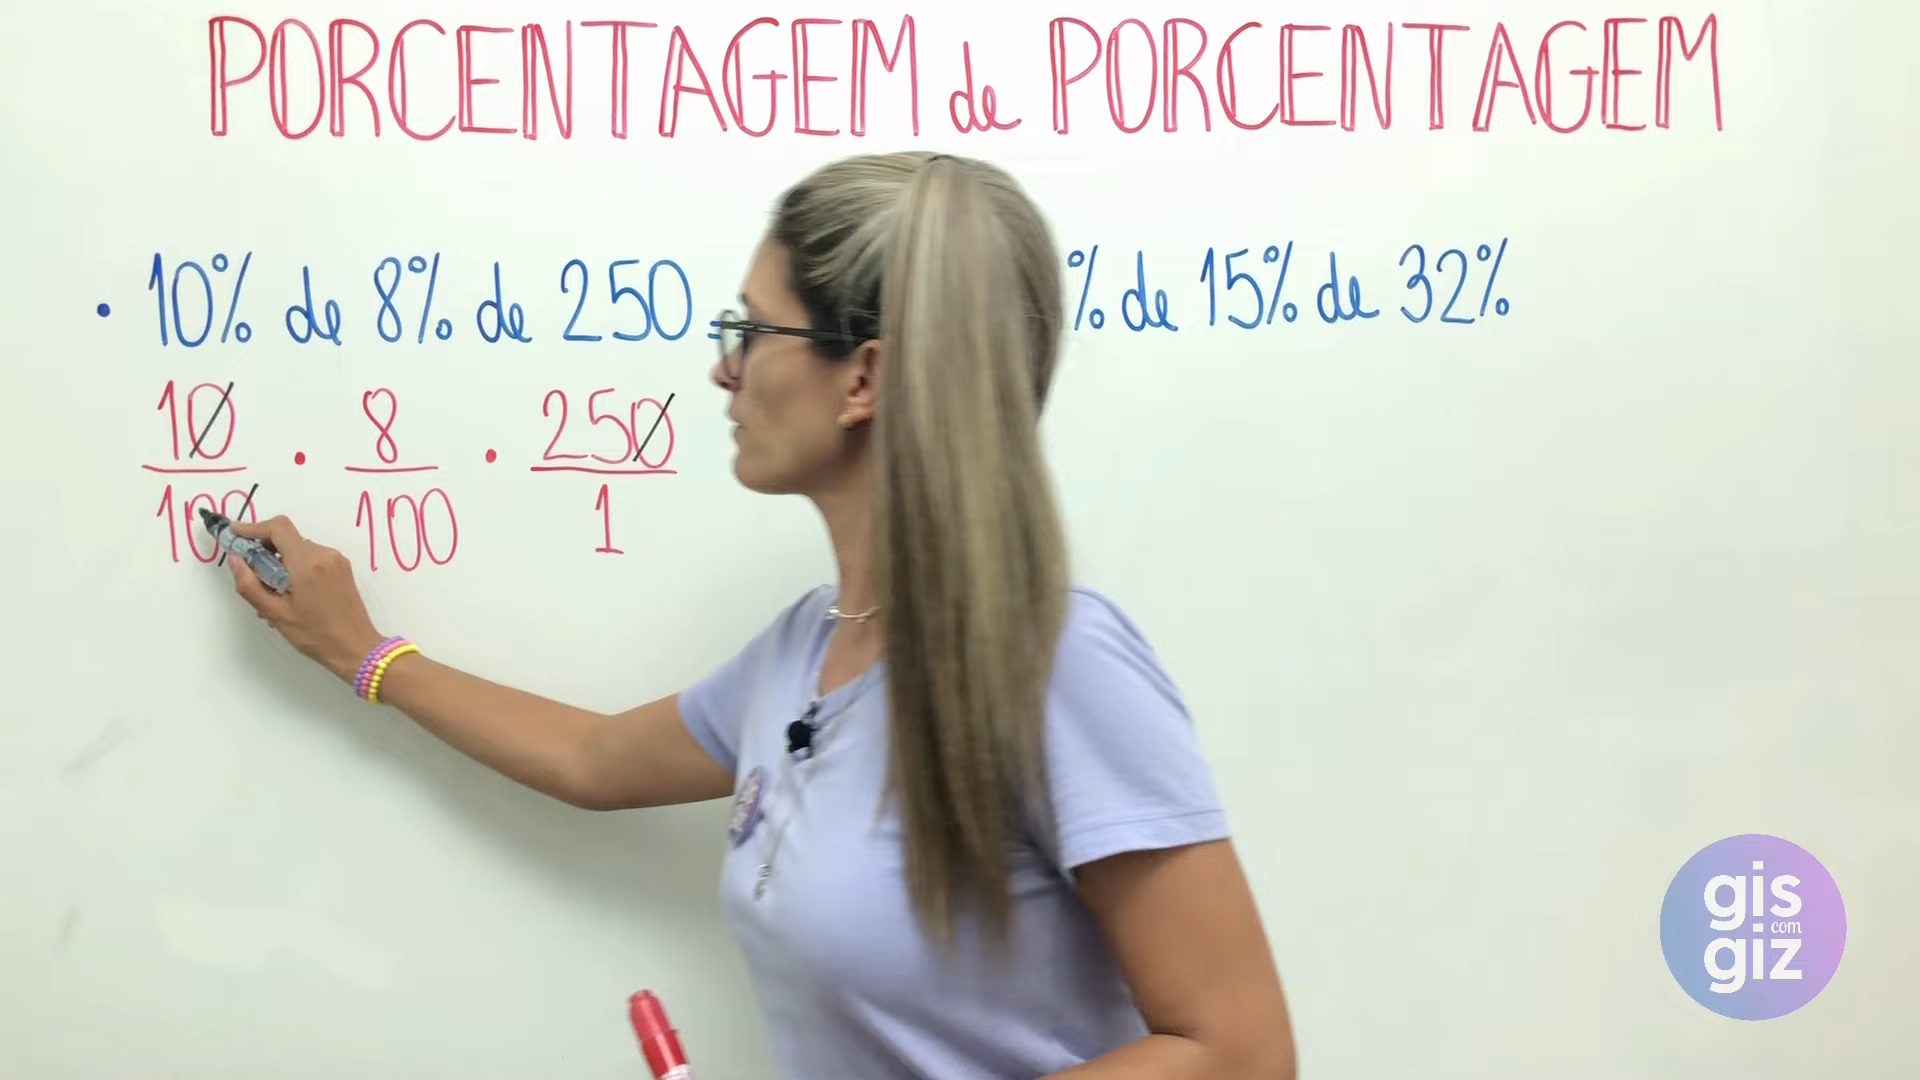 PORCENTAGEM de PORCENTAGEM
• 10% de 8% de 250 =
% de 15% de 32%
10 . 8 . 250
100 100 1
gis
com
giz